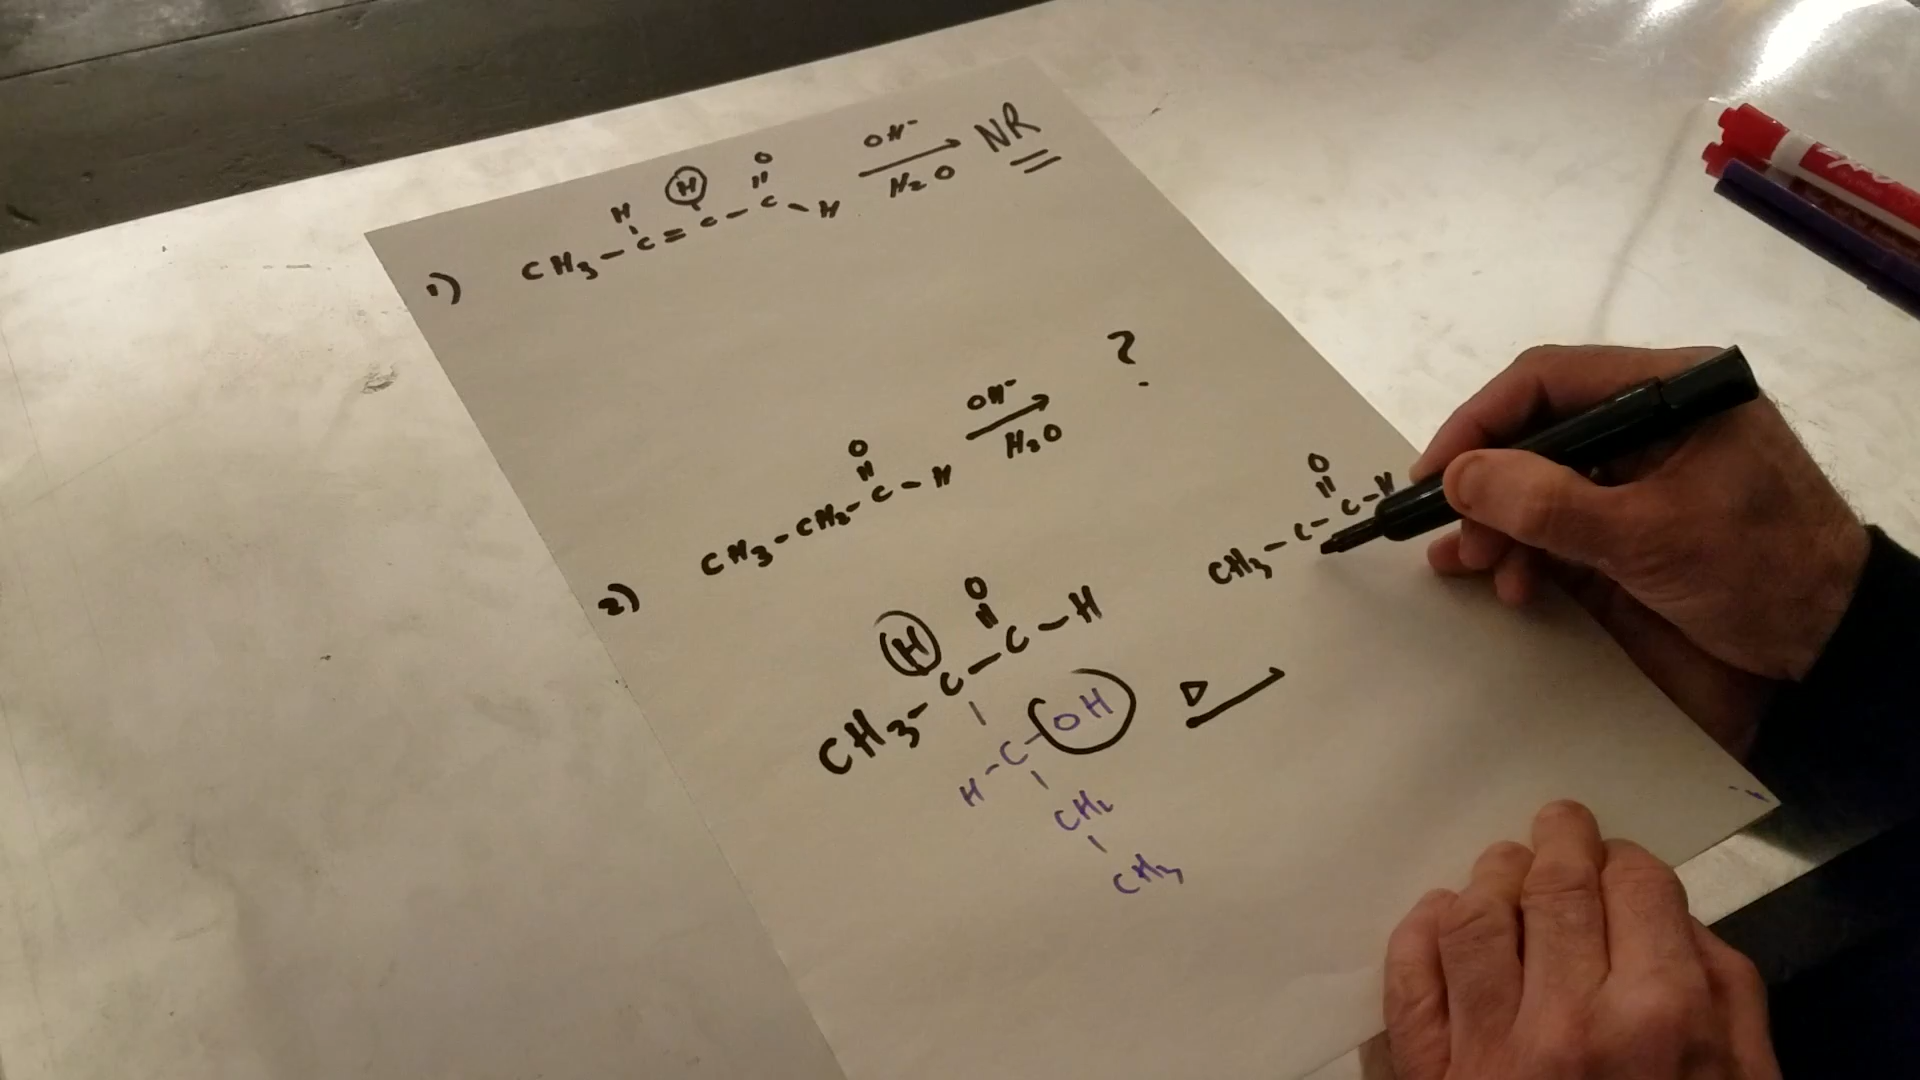 1) CH3-C=C-C-H H H O OH- H2O NR
2) CH3-CH2-C-H O OH- H2O ?
CH3-C-C-H H O
H-C-OH
CH2
CH3
Δ
CH3-C-C-H O